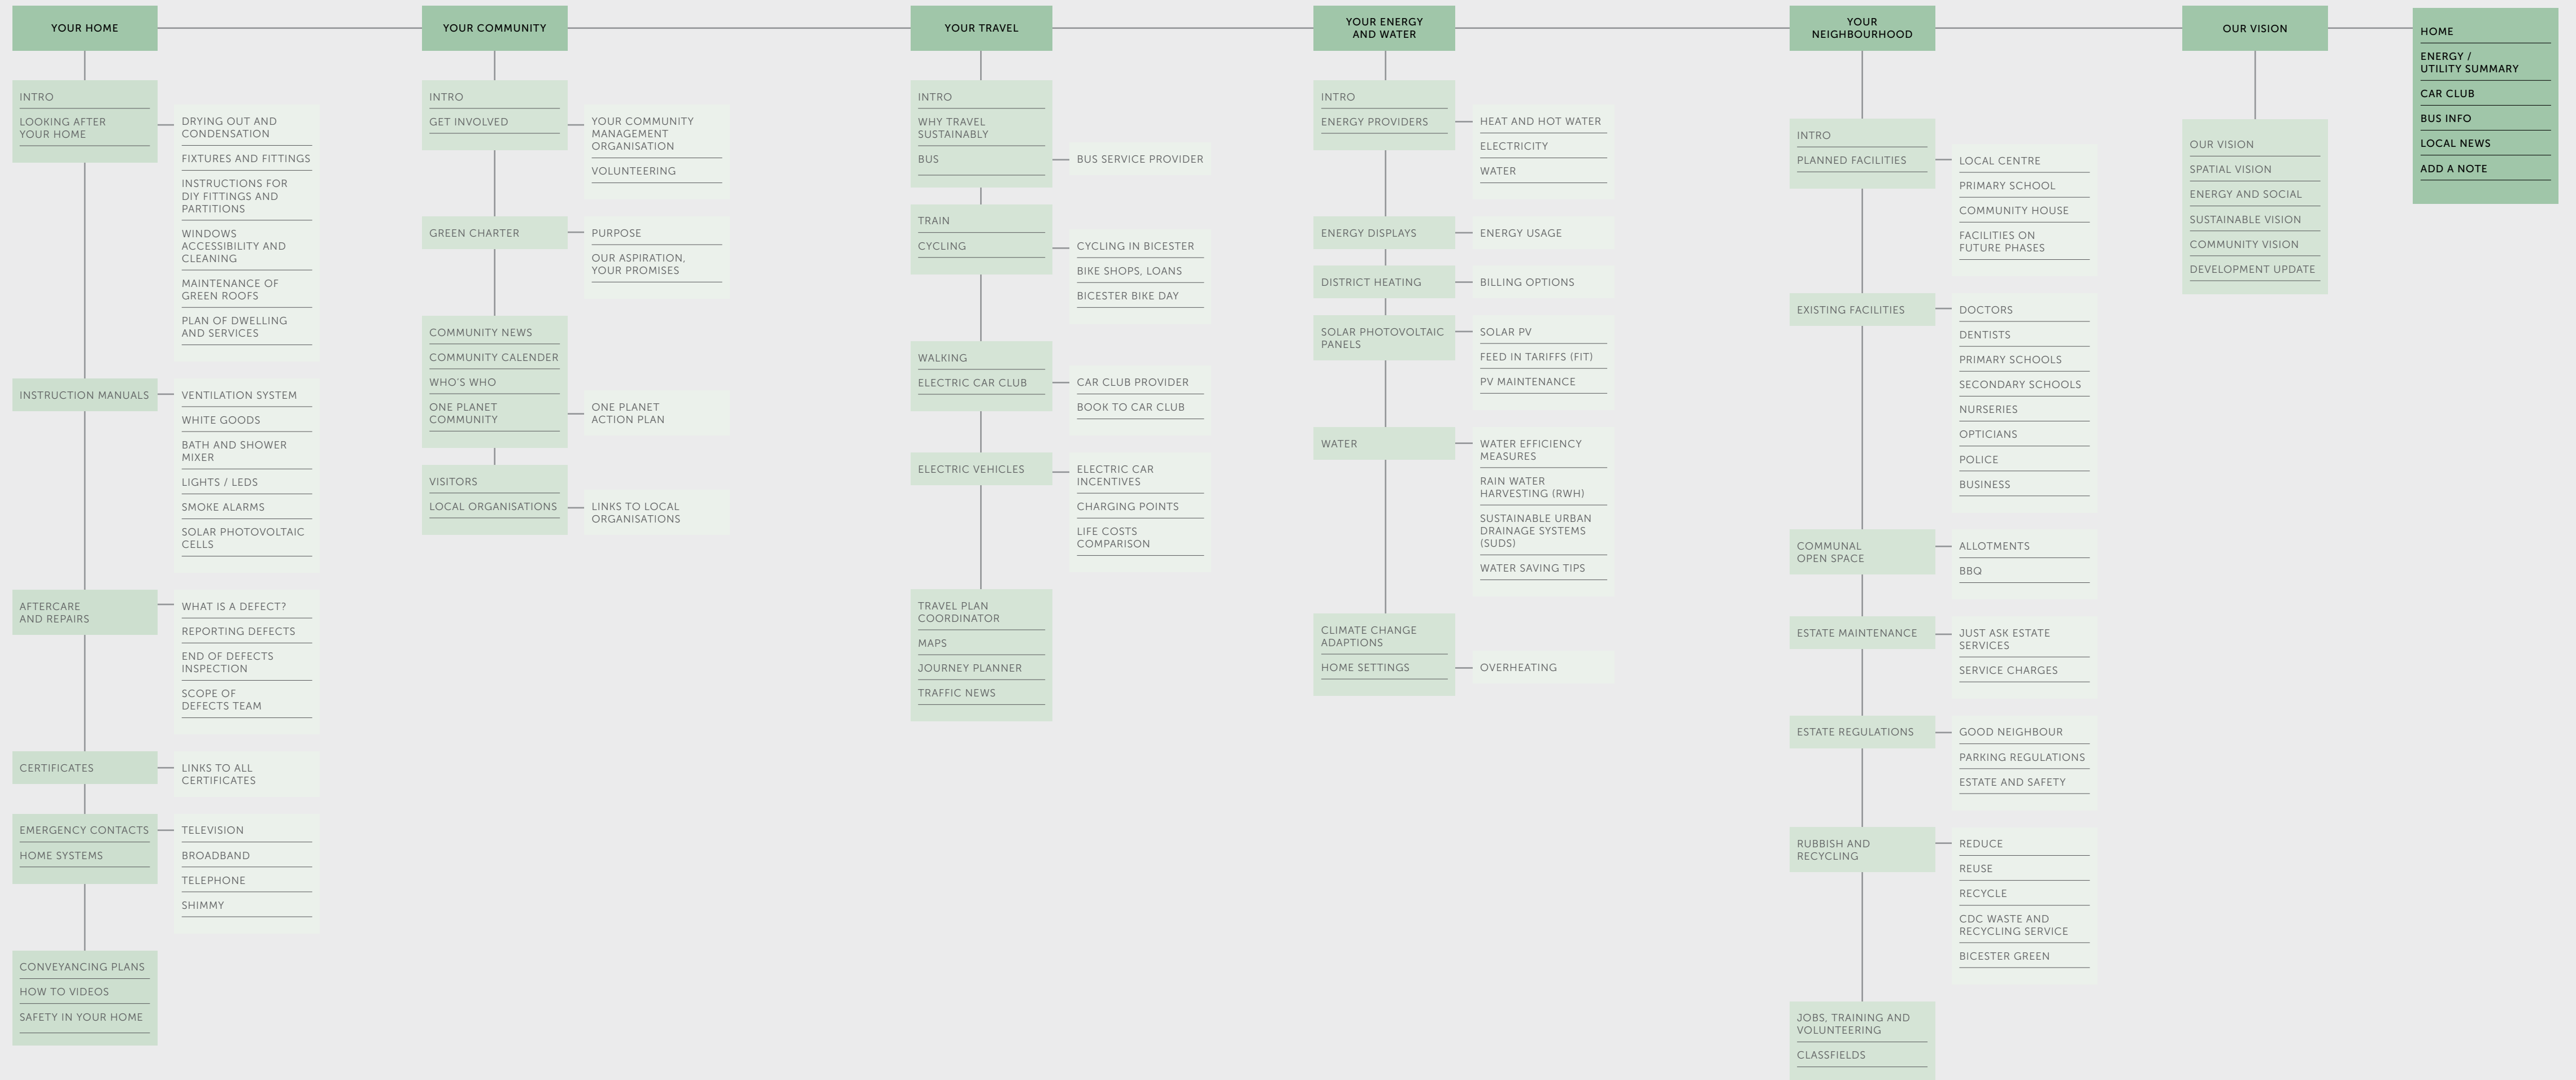 YOUR HOME
INTRO
LOOKING AFTER
YOUR HOME
DRYING OUT AND
CONDENSATION
FIXTURES AND FITTINGS
INSTRUCTIONS FOR
DIY FITTINGS AND
PARTITIONS
WINDOWS
ACCESSIBILITY AND
CLEANING
MAINTENANCE OF
GREEN ROOFS
PLAN OF DWELLING
AND SERVICES
INSTRUCTION MANUALS
VENTILATION SYSTEM
WHITE GOODS
BATH AND SHOWER
MIXER
LIGHTS / LEDS
SMOKE ALARMS
SOLAR PHOTOVOLTAIC
CELLS
AFTERCARE
AND REPAIRS
WHAT IS A DEFECT?
REPORTING DEFECTS
END OF DEFECTS
INSPECTION
SCOPE OF
DEFECTS TEAM
CERTIFICATES
LINKS TO ALL
CERTIFICATES
EMERGENCY CONTACTS
HOME SYSTEMS
TELEVISION
BROADBAND
TELEPHONE
SHIMMY
CONVEYANCING PLANS
HOW TO VIDEOS
SAFETY IN YOUR HOME
YOUR COMMUNITY
INTRO
GET INVOLVED
YOUR COMMUNITY
MANAGEMENT
ORGANISATION
VOLUNTEERING
GREEN CHARTER
PURPOSE
OUR ASPIRATION,
YOUR PROMISES
COMMUNITY NEWS
COMMUNITY CALENDER
WHO'S WHO
ONE PLANET
COMMUNITY
ONE PLANET
ACTION PLAN
VISITORS
LOCAL ORGANISATIONS
LINKS TO LOCAL
ORGANISATIONS
YOUR TRAVEL
INTRO
WHY TRAVEL
SUSTAINABLY
BUS
BUS SERVICE PROVIDER
TRAIN
CYCLING
CYCLING IN BICESTER
BIKE SHOPS, LOANS
BICESTER BIKE DAY
WALKING
ELECTRIC CAR CLUB
CAR CLUB PROVIDER
BOOK TO CAR CLUB
ELECTRIC VEHICLES
ELECTRIC CAR
INCENTIVES
CHARGING POINTS
LIFE COSTS
COMPARISON
TRAVEL PLAN
COORDINATOR
MAPS
JOURNEY PLANNER
TRAFFIC NEWS
YOUR ENERGY
AND WATER
INTRO
ENERGY PROVIDERS
HEAT AND HOT WATER
ELECTRICITY
WATER
ENERGY DISPLAYS
ENERGY USAGE
DISTRICT HEATING
BILLING OPTIONS
SOLAR PHOTOVOLTAIC
PANELS
SOLAR PV
FEED IN TARIFFS (FIT)
PV MAINTENANCE
WATER
WATER EFFICIENCY
MEASURES
RAIN WATER
HARVESTING (RWH)
SUSTAINABLE URBAN
DRAINAGE SYSTEMS
(SUDS)
WATER SAVING TIPS
CLIMATE CHANGE
ADAPTIONS
HOME SETTINGS
OVERHEATING
YOUR
NEIGHBOURHOOD
INTRO
PLANNED FACILITIES
LOCAL CENTRE
PRIMARY SCHOOL
COMMUNITY HOUSE
FACILITIES ON
FUTURE PHASES
EXISTING FACILITIES
DOCTORS
DENTISTS
PRIMARY SCHOOLS
SECONDARY SCHOOLS
NURSERIES
OPTICIANS
POLICE
BUSINESS
COMMUNAL
OPEN SPACE
ALLOTMENTS
BBQ
ESTATE MAINTENANCE
JUST ASK ESTATE
SERVICES
SERVICE CHARGES
ESTATE REGULATIONS
GOOD NEIGHBOUR
PARKING REGULATIONS
ESTATE AND SAFETY
RUBBISH AND
RECYCLING
REDUCE
REUSE
RECYCLE
CDC WASTE AND
RECYCLING SERVICE
BICESTER GREEN
JOBS, TRAINING AND
VOLUNTEERING
CLASSFIELDS
OUR VISION
OUR VISION
SPATIAL VISION
ENERGY AND SOCIAL
SUSTAINABLE VISION
COMMUNITY VISION
DEVELOPMENT UPDATE
HOME
ENERGY /
UTILITY SUMMARY
CAR CLUB
BUS INFO
LOCAL NEWS
ADD A NOTE